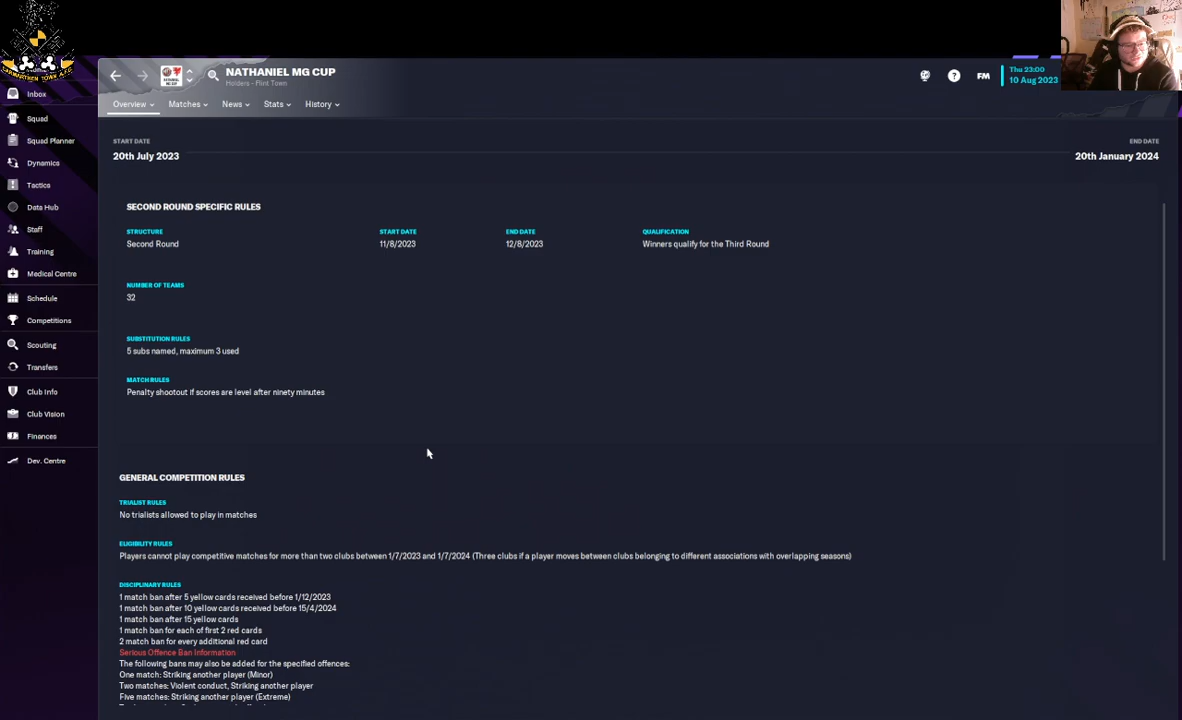 CARMARTHEN TOWN A.F.C.
Inbox
Squad
Squad Planner
Dynamics
Tactics
Data Hub
Staff
Training
Medical Centre
Schedule
Competitions
Scouting
Transfers
Club Info
Club Vision
Finances
Dev. Centre
NATHANIEL MG CUP
Holders - Flint Town
FM
Thu 23:00
10 Aug 2023
Overview
Matches
News
Stats
History
START DATE
20th July 2023
END DATE
20th January 2024
SECOND ROUND SPECIFIC RULES
STRUCTURE
Second Round
START DATE
11/8/2023
END DATE
12/8/2023
QUALIFICATION
Winners qualify for the Third Round
NUMBER OF TEAMS
32
SUBSTITUTION RULES
5 subs named, maximum 3 used
MATCH RULES
Penalty shootout if scores are level after ninety minutes
GENERAL COMPETITION RULES
TRIALIST RULES
No trialists allowed to play in matches
ELIGIBLITY RULES
Players cannot play competitive matches for more than two clubs between 1/7/2023 and 1/7/2024 (Three clubs if a player moves between clubs belonging to different associations with overlapping seasons)
DISCIPLINARY RULES
1 match ban after 5 yellow cards received before 1/12/2023
1 match ban after 10 yellow cards received before 15/4/2024
1 match ban after 15 yellow cards
1 match ban for each of first 2 red cards
2 match ban for every additional red card
Serious Offence Ban Information
The following bans may also be added for the specified offences:
One match: Striking another player (Minor)
Two matches: Violent conduct, Striking another player
Five matches: Striking another player (Extreme)